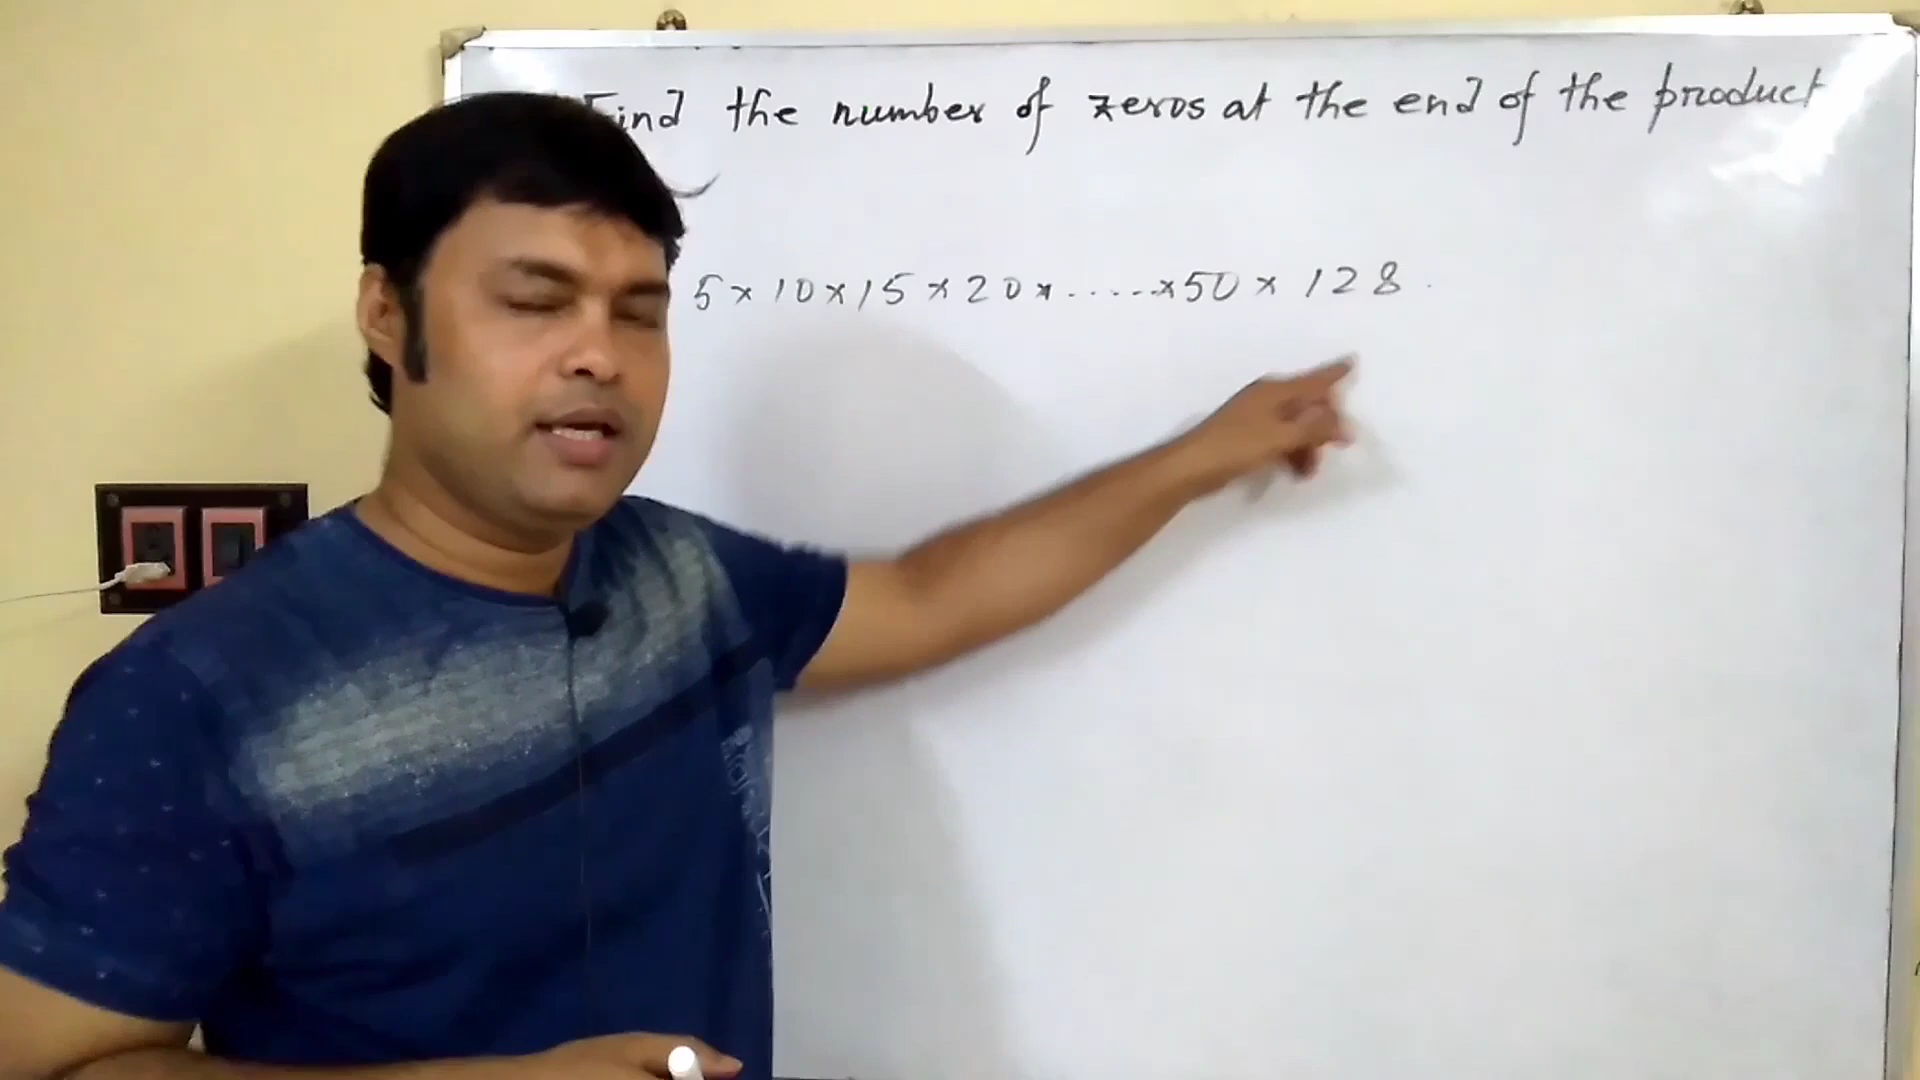 Find the number of zeros at the end of the product
5 × 10 × 15 × 20 × ..... × 50 × 128.